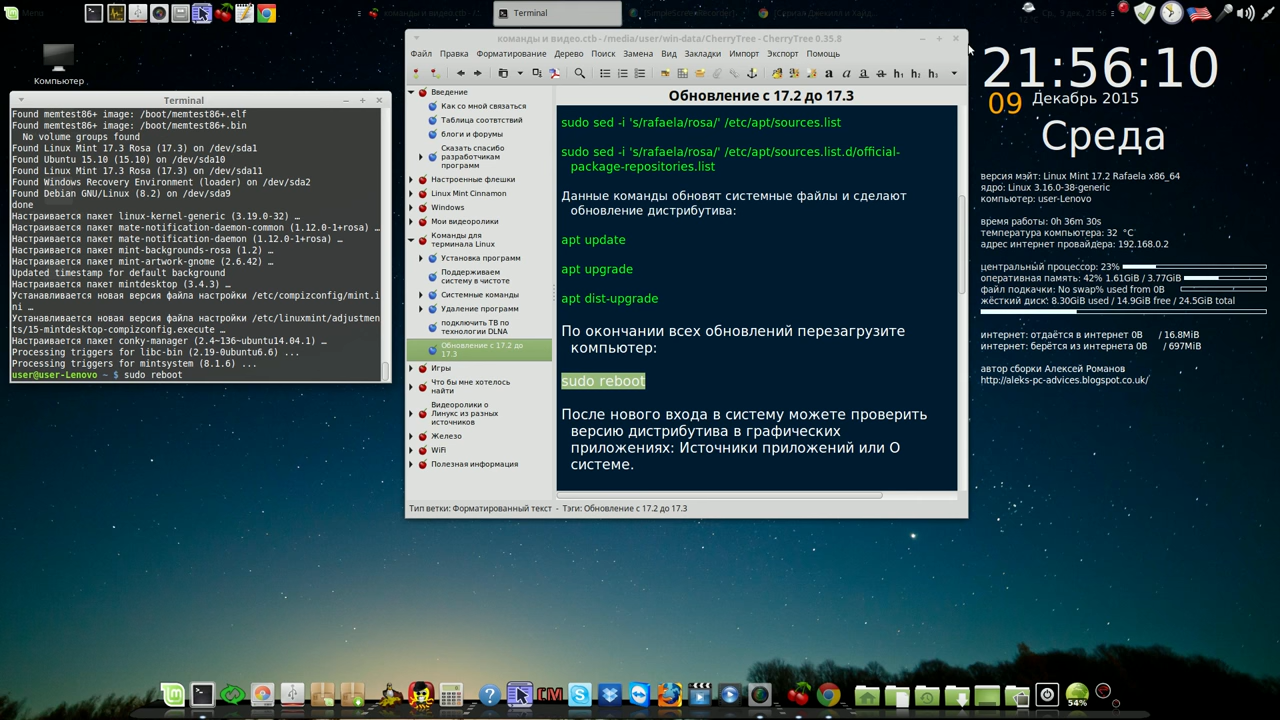 Меню
Terminal
Ср., 9 дек, 21:56
12 °C
Компьютер
Terminal
Found memtest86+ image: /boot/memtest86+.elf
Found memtest86+ image: /boot/memtest86+.bin
No volume groups found
Found Linux Mint 17.3 Rosa (17.3) on /dev/sda1
Found Ubuntu 15.10 (15.10) on /dev/sda10
Found Linux Mint 17.3 Rosa (17.3) on /dev/sda11
Found Windows Recovery Environment (loader) on /dev/sda2
Found Debian GNU/Linux (8.2) on /dev/sda9
done
Настраивается пакет linux-kernel-generic (3.19.0-32) …
Настраивается пакет mate-notification-daemon-common (1.12.0-1+rosa) …
Настраивается пакет mate-notification-daemon (1.12.0-1+rosa) …
Настраивается пакет mint-backgrounds-rosa (1.2) …
Настраивается пакет mint-artwork-gnome (2.6.42) …
Updated timestamp for default background
Настраивается пакет mintdesktop (3.4.3) …
Устанавливается новая версия файла настройки /etc/compizconfig/mint.i
ni …
Устанавливается новая версия файла настройки /etc/linuxmint/adjustmen
ts/15-mintdesktop-compizconfig.execute …
Настраивается пакет conky-manager (2.4~136~ubuntu14.04.1) …
Processing triggers for libc-bin (2.19-0ubuntu6.6) ...
Processing triggers for mintsystem (8.1.6) ...
user@user-Lenovo ~ $ sudo reboot
команды и видео.ctb - /media/user/win-data/CherryTree - CherryTree 0.35.8
Файл Правка Форматирование Дерево Поиск Замена Вид Закладки Импорт Экспорт Помощь
a a a a h1 h2 h3
Введение
Как со мной связаться
Таблица соответствий
блоги и форумы
Сказать спасибо
разработчикам
программ
Настроенные флешки
Linux Mint Cinnamon
Windows
Мои видеоролики
Команды для
терминала Linux
Установка программ
Поддерживаем
систему в чистоте
Системные команды
Удаление программ
подключить ТВ по
технологии DLNA
Обновление с 17.2 до
17.3
Игры
Что бы мне хотелось
найти
Видеоролики о
Линукс из разных
источников
Железо
WiFi
Полезная информация
Обновление с 17.2 до 17.3
sudo sed -i 's/rafaela/rosa/' /etc/apt/sources.list
sudo sed -i 's/rafaela/rosa/' /etc/apt/sources.list.d/official-
package-repositories.list
Данные команды обновят системные файлы и сделают
обновление дистрибутива:
apt update
apt upgrade
apt dist-upgrade
По окончании всех обновлений перезагрузите
компьютер:
sudo reboot
После нового входа в систему можете проверить
версию дистрибутива в графических
приложениях: Источники приложений или О
системе.
Тип ветки: Форматированный текст - Тэги: Обновление с 17.2 до 17.3
21:56:10
09 Декабрь 2015
Среда
версия мэйт: Linux Mint 17.2 Rafaela x86_64
ядро: Linux 3.16.0-38-generic
компьютер: user-Lenovo
время работы: 0h 36m 30s
температура компьютера: 32 °C
адрес интернет провайдера: 192.168.0.2
центральный процессор: 23%
оперативная память: 42% 1.61GiB / 3.77GiB
файл подкачки: No swap% used from 0B
жёсткий диск: 8.30GiB used / 14.9GiB free / 24.5GiB total
интернет: отдаётся в интернет 0B / 16.8MiB
интернет: берётся из интернета 0B / 697MiB
автор сборки Алексей Романов
http://aleks-pc-advices.blogspot.co.uk/
CM
54%